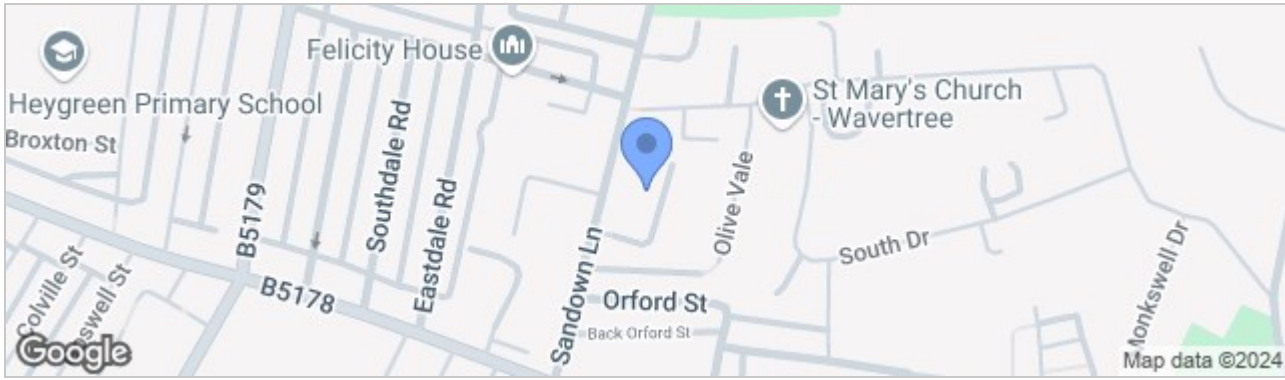 Felicity House
Heygreen Primary School
Broxton St
St Mary's Church
- Wavertree
B5179
Southdale Rd
Eastdale Rd
Olive Vale
South Dr
Monkswell Dr
Colville St
B5178
Sandown Ln
Orford St
Back Orford St
Google
Map data ©2024